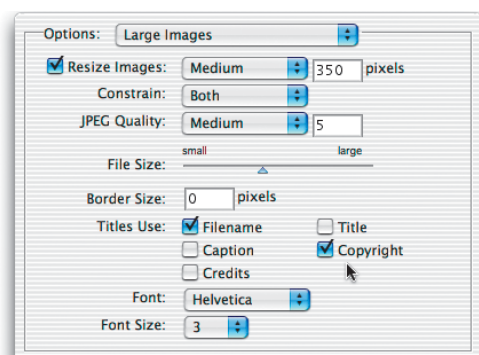 Options: Large Images
Resize Images: Medium 350 pixels
Constrain: Both
JPEG Quality: Medium 5
small large
File Size:
Border Size: 0 pixels
Titles Use: Filename Title
Caption Copyright
Credits
Font: Helvetica
Font Size: 3